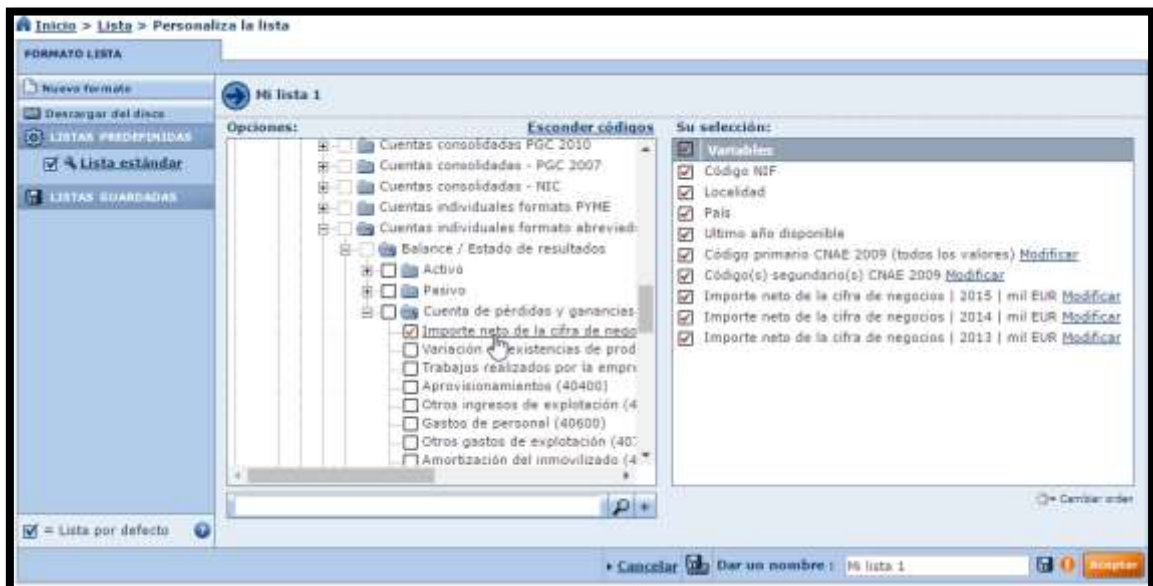 Inicio > Lista > Personaliza la lista
FORMATO LISTA
Nuevo formato
Descargar del disco
LISTAS PREDEFINIDAS
Lista estándar
LISTAS GUARDADAS
= Lista por defecto
Mi lista 1
Opciones:
Esconder códigos
Cuentas consolidadas PGC 2010
Cuentas consolidadas - PGC 2007
Cuentas consolidadas - NIC
Cuentas individuales formato PYME
Cuentas individuales formato abreviad
Balance / Estado de resultados
Activo
Pasivo
Cuenta de pérdidas y ganancias
Importe neto de la cifra de nego
Variación existencias de prod
Trabajos realizados por la empr
Aprovisionamientos (40400)
Otros ingresos de explotación (4
Gastos de personal (40600)
Otros gastos de explotación (40
Amortización del inmovilizado (4
Su selección:
Variables
Código NIF
Localidad
País
Ultimo año disponible
Código primario CNAE 2009 (todos los valores) Modificar
Código(s) segundario(s) CNAE 2009 Modificar
Importe neto de la cifra de negocios | 2015 | mil EUR Modificar
Importe neto de la cifra de negocios | 2014 | mil EUR Modificar
Importe neto de la cifra de negocios | 2013 | mil EUR Modificar
Cambiar orden
Cancelar
Dar un nombre :
Mi lista 1
Aceptar